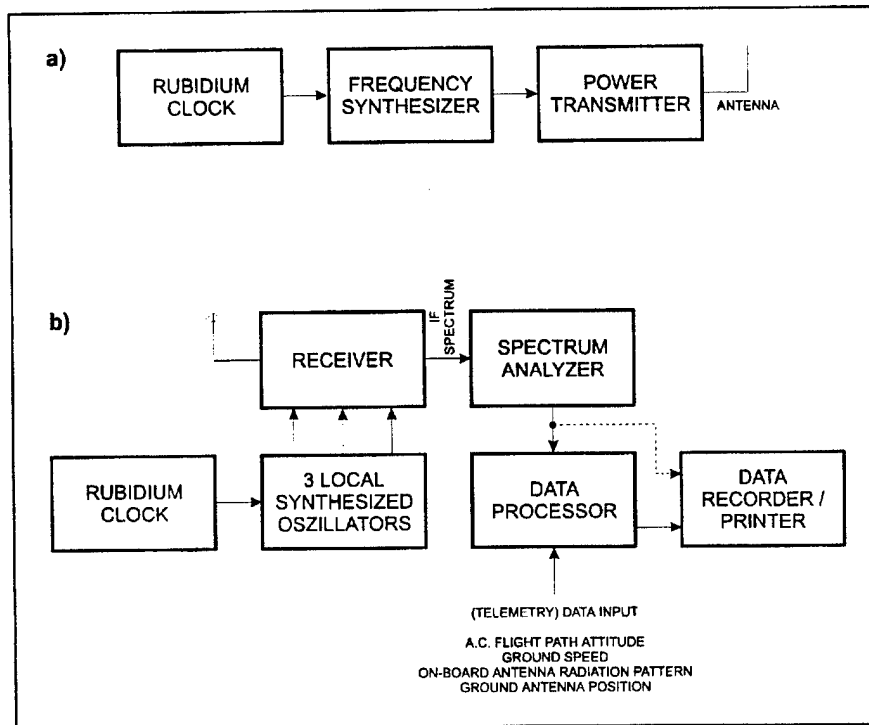 a)
RUBIDIUM
CLOCK
FREQUENCY
SYNTHESIZER
POWER
TRANSMITTER
ANTENNA
b)
RECEIVER
IF
SPECTRUM
SPECTRUM
ANALYZER
RUBIDIUM
CLOCK
3 LOCAL
SYNTHESIZED
OSZILLATORS
DATA
PROCESSOR
DATA
RECORDER /
PRINTER
(TELEMETRY) DATA INPUT
A.C. FLIGHT PATH ATTITUDE
GROUND SPEED
ON-BOARD ANTENNA RADIATION PATTERN
GROUND ANTENNA POSITION